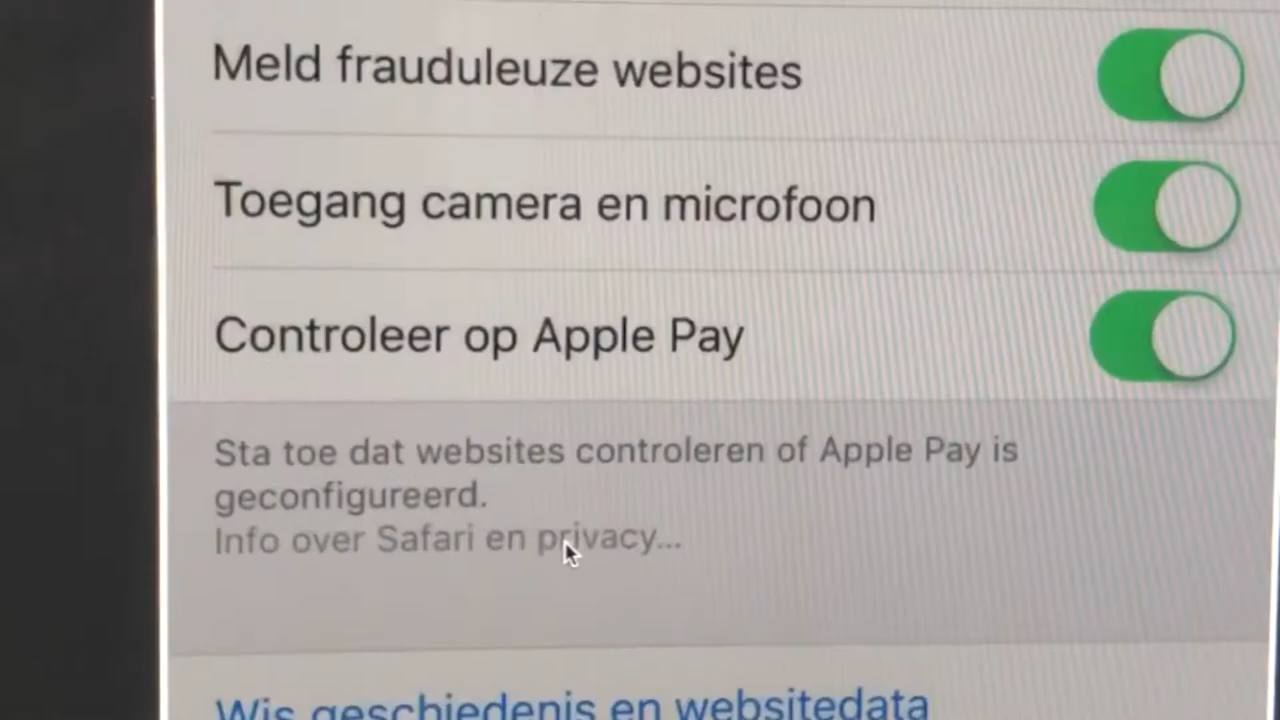 Meld frauduleuze websites
Toegang camera en microfoon
Controleer op Apple Pay
Sta toe dat websites controleren of Apple Pay is
geconfigureerd.
Info over Safari en privacy...
Wis geschiedenis en websitedata